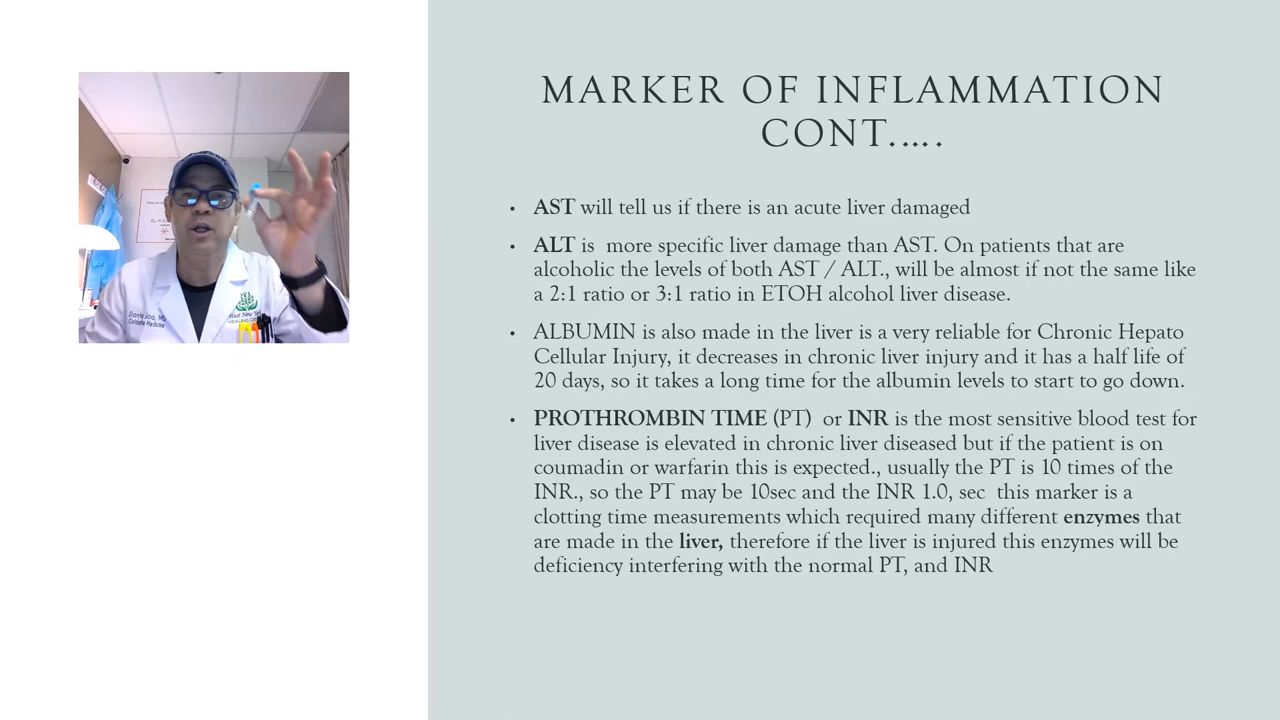 MARKER OF INFLAMMATION
CONT.....
• AST will tell us if there is an acute liver damaged
• ALT is more specific liver damage than AST. On patients that are
alcoholic the levels of both AST / ALT., will be almost if not the same like
a 2:1 ratio or 3:1 ratio in ETOH alcohol liver disease.
• ALBUMIN is also made in the liver is a very reliable for Chronic Hepato
Cellular Injury, it decreases in chronic liver injury and it has a half life of
20 days, so it takes a long time for the albumin levels to start to go down.
• PROTHROMBIN TIME (PT) or INR is the most sensitive blood test for
liver disease is elevated in chronic liver diseased but if the patient is on
coumadin or warfarin this is expected., usually the PT is 10 times of the
INR., so the PT may be 10sec and the INR 1.0, sec this marker is a
clotting time measurements which required many different enzymes that
are made in the liver, therefore if the liver is injured this enzymes will be
deficiency interfering with the normal PT, and INR